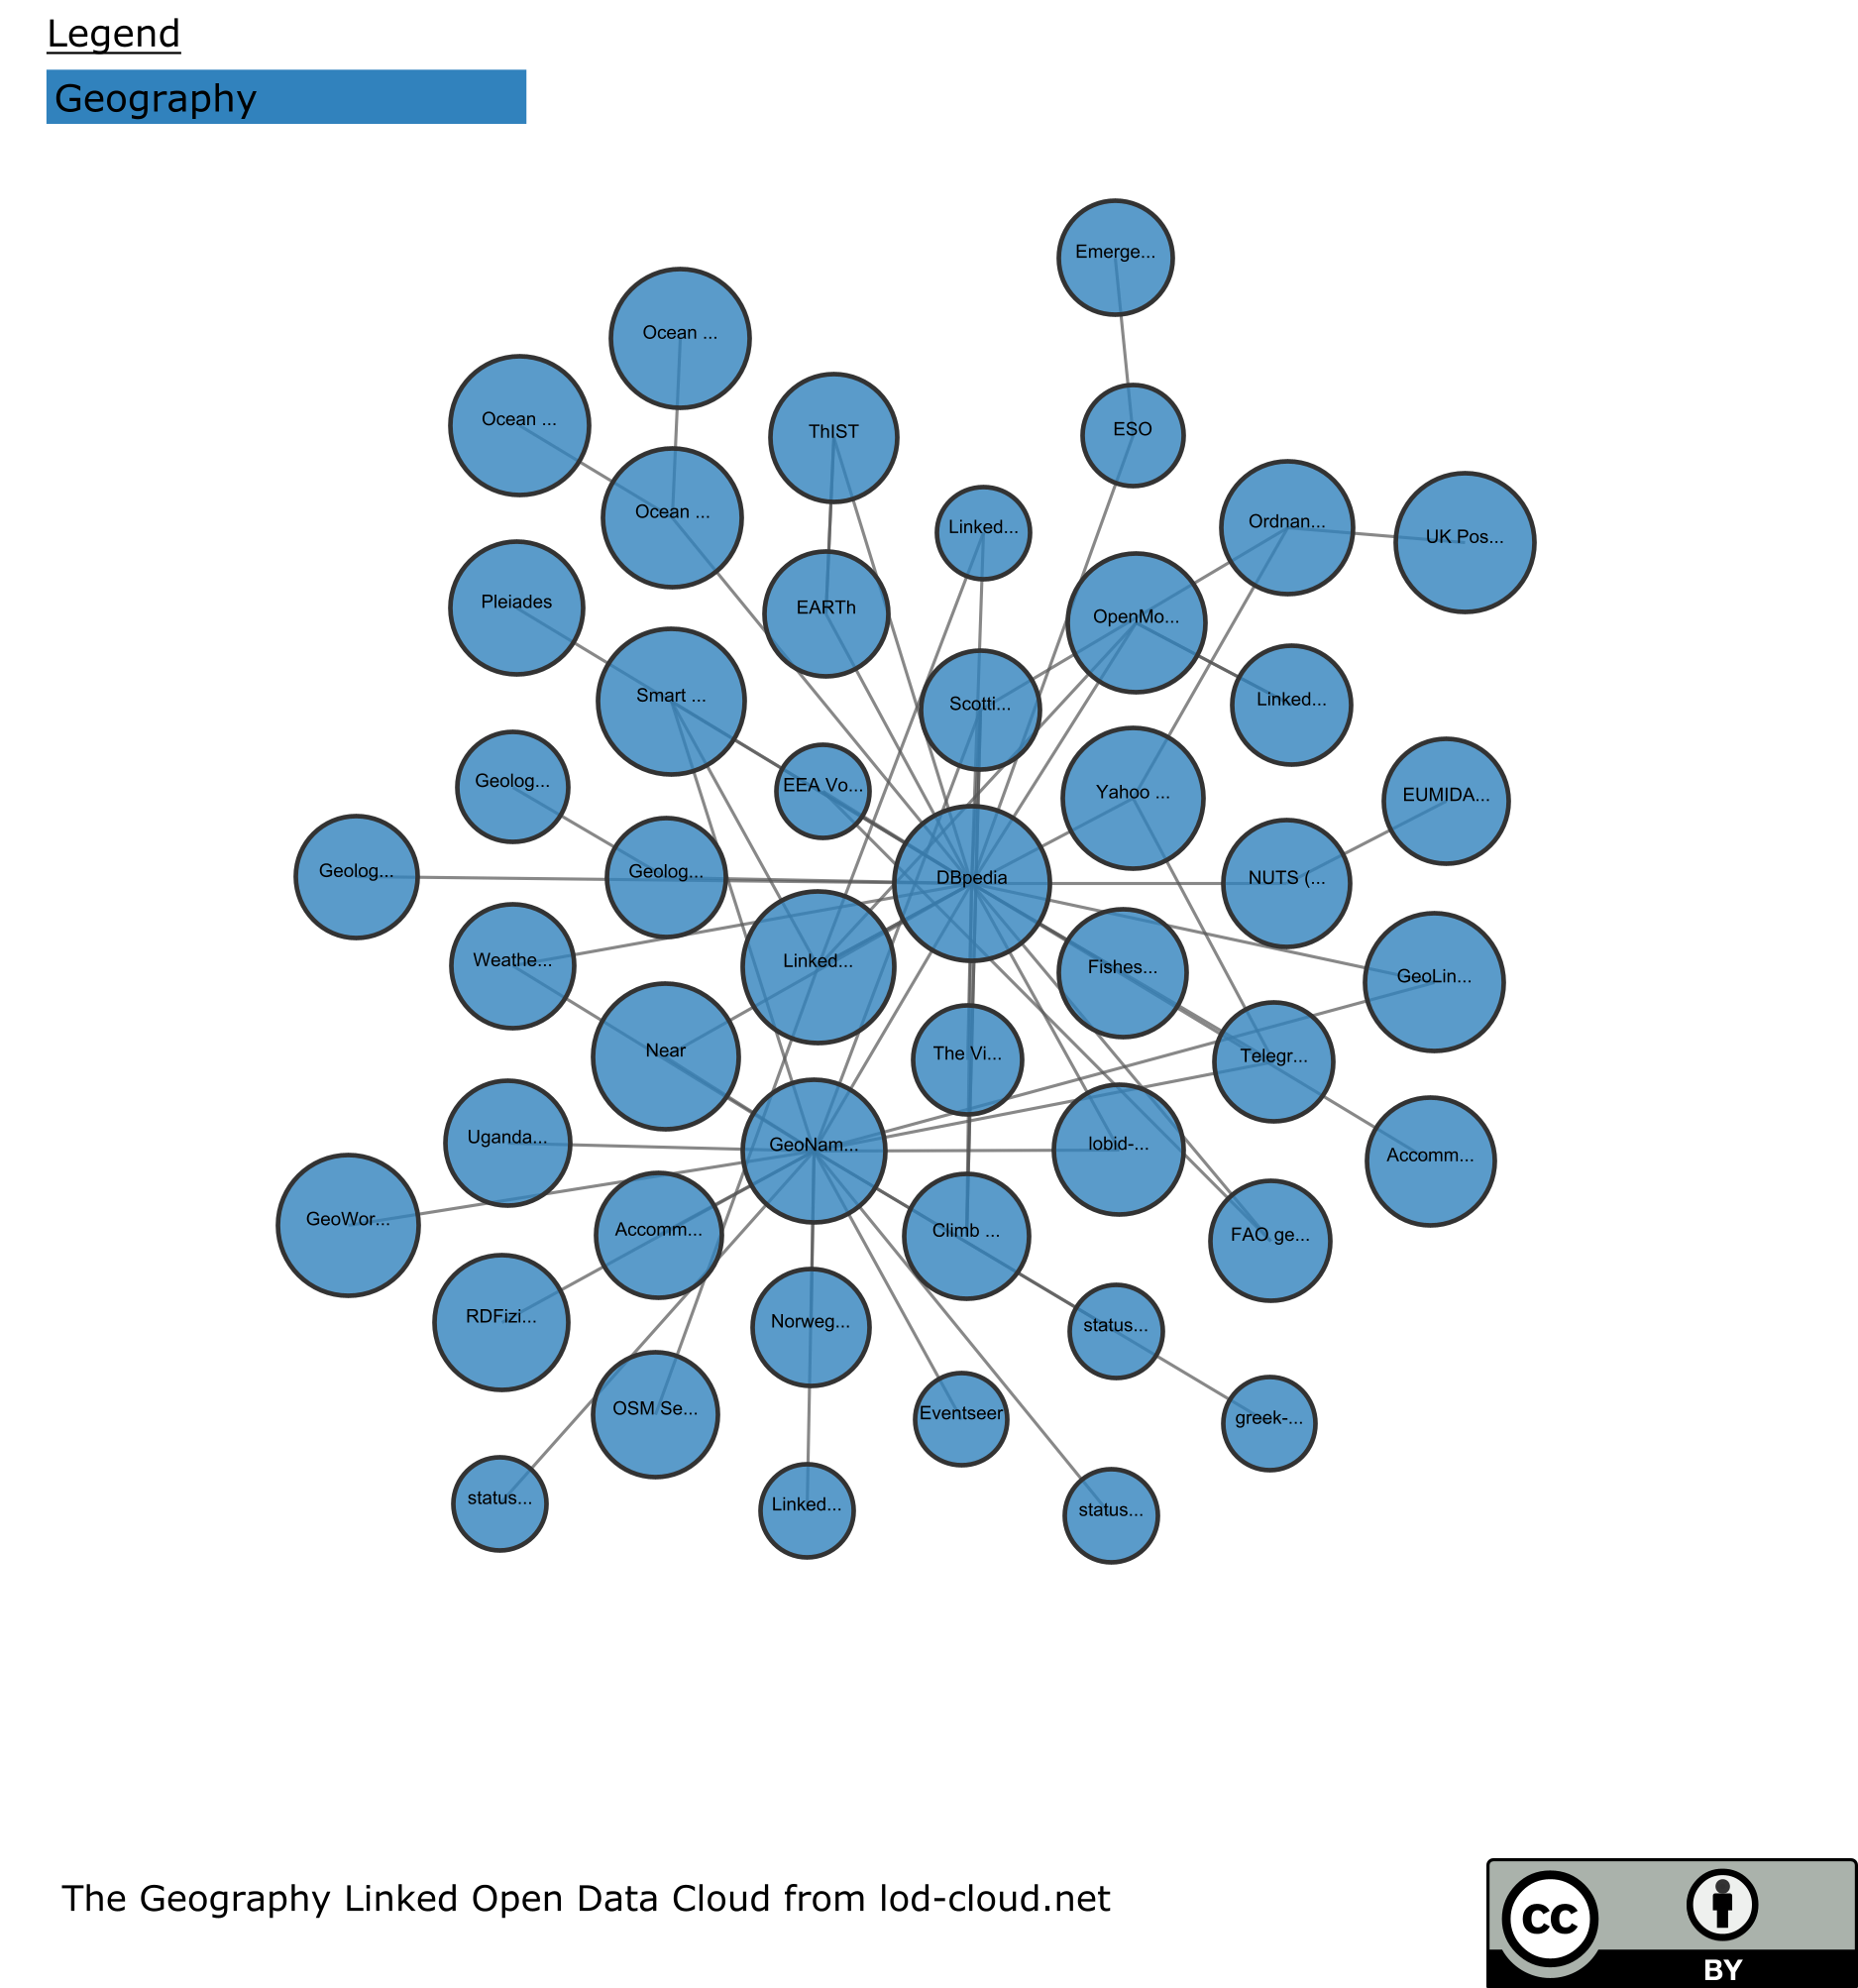 Legend
Geography
Emerge...
Ocean ...
Ocean ...
ThIST
ESO
Ocean ...
Linked...
Ordnan...
UK Pos...
Pleiades
EARTh
OpenMo...
Smart ...
Scotti...
Linked...
Geolog...
EEA Vo...
Yahoo ...
EUMIDA...
Geolog...
Geolog...
DBpedia
NUTS (...
Weathe...
Linked...
Fishes...
GeoLin...
Near
The Vi...
Telegr...
Uganda...
GeoNam...
lobid-...
Accomm...
GeoWor...
Accomm...
Climb ...
FAO ge...
RDFizi...
Norweg...
status...
OSM Se...
Eventseer
greek-...
status...
Linked...
status...
The Geography Linked Open Data Cloud from lod-cloud.net
cc
BY